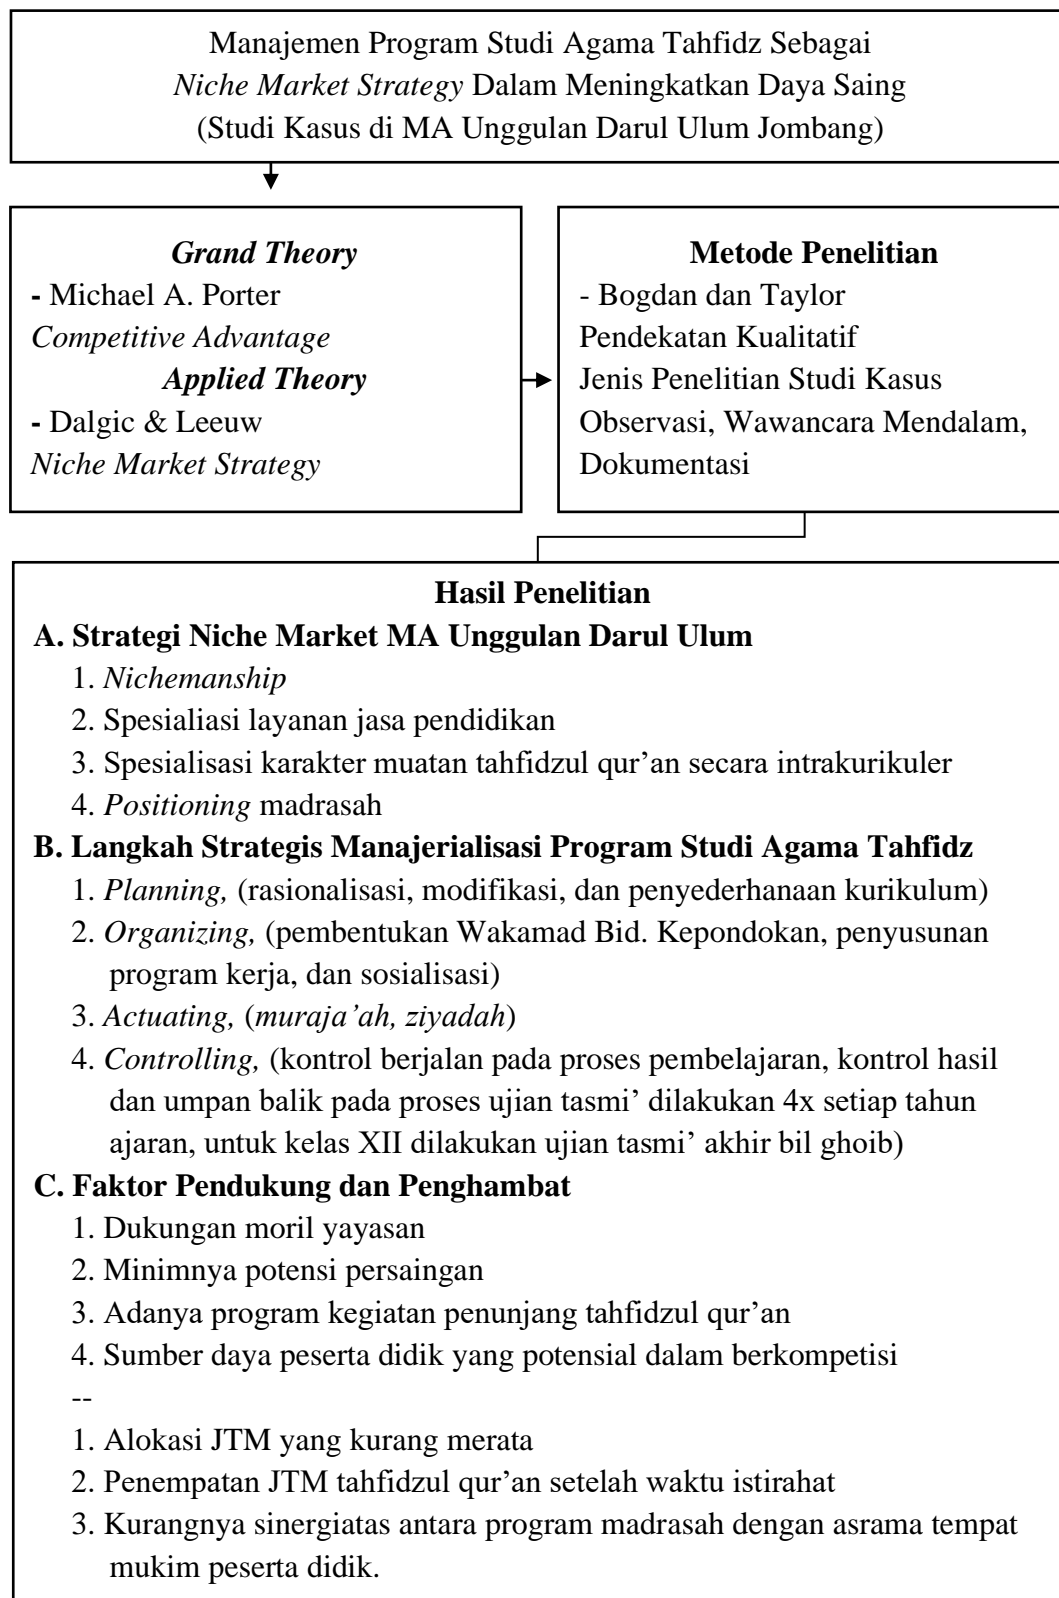 Manajemen Program Studi Agama Tahfidz Sebagai
Niche Market Strategy Dalam Meningkatkan Daya Saing
(Studi Kasus di MA Unggulan Darul Ulum Jombang)
Grand Theory
- Michael A. Porter
Competitive Advantage
Applied Theory
- Dalgic & Leeuw
Niche Market Strategy
Metode Penelitian
- Bogdan dan Taylor
Pendekatan Kualitatif
Jenis Penelitian Studi Kasus
Observasi, Wawancara Mendalam,
Dokumentasi
Hasil Penelitian
A. Strategi Niche Market MA Unggulan Darul Ulum
1. Nichemanship
2. Spesialiasi layanan jasa pendidikan
3. Spesialisasi karakter muatan tahfidzul qur’an secara intrakurikuler
4. Positioning madrasah
B. Langkah Strategis Manajerialisasi Program Studi Agama Tahfidz
1. Planning, (rasionalisasi, modifikasi, dan penyederhanaan kurikulum)
2. Organizing, (pembentukan Wakamad Bid. Kepondokan, penyusunan
program kerja, dan sosialisasi)
3. Actuating, (muraja’ah, ziyadah)
4. Controlling, (kontrol berjalan pada proses pembelajaran, kontrol hasil
dan umpan balik pada proses ujian tasmi’ dilakukan 4x setiap tahun
ajaran, untuk kelas XII dilakukan ujian tasmi’ akhir bil ghoib)
C. Faktor Pendukung dan Penghambat
1. Dukungan moril yayasan
2. Minimnya potensi persaingan
3. Adanya program kegiatan penunjang tahfidzul qur’an
4. Sumber daya peserta didik yang potensial dalam berkompetisi
--
1. Alokasi JTM yang kurang merata
2. Penempatan JTM tahfidzul qur’an setelah waktu istirahat
3. Kurangnya sinergiatas antara program madrasah dengan asrama tempat
mukim peserta didik.